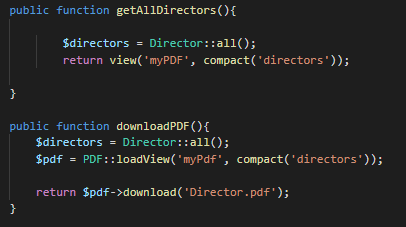 public function getAllDirectors(){
$directors = Director::all();
return view('myPDF', compact('directors'));
}
public function downloadPDF(){
$directors = Director::all();
$pdf = PDF::loadView('myPdf', compact('directors'));
return $pdf->download('Director.pdf');
}